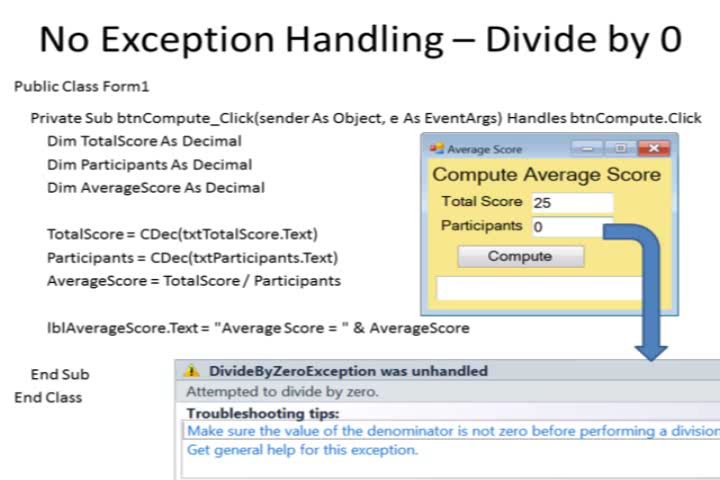 No Exception Handling – Divide by 0
Public Class Form1
Private Sub btnCompute_Click(sender As Object, e As EventArgs) Handles btnCompute.Click
Dim TotalScore As Decimal
Dim Participants As Decimal
Dim AverageScore As Decimal
TotalScore = CDec(txtTotalScore.Text)
Participants = CDec(txtParticipants.Text)
AverageScore = TotalScore / Participants
lblAverageScore.Text = "Average Score = " & AverageScore
End Sub
End Class
Average Score
Compute Average Score
Total Score 25
Participants 0
Compute
DivideByZeroException was unhandled
Attempted to divide by zero.
Troubleshooting tips:
Make sure the value of the denominator is not zero before performing a division
Get general help for this exception.